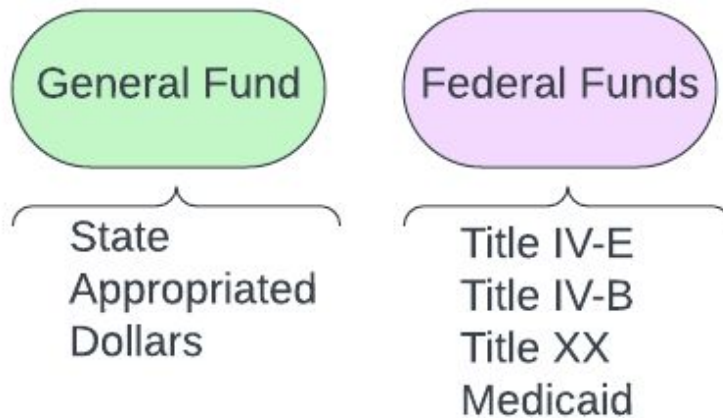 General Fund
State
Appropriated
Dollars
Federal Funds
Title IV-E
Title IV-B
Title XX
Medicaid